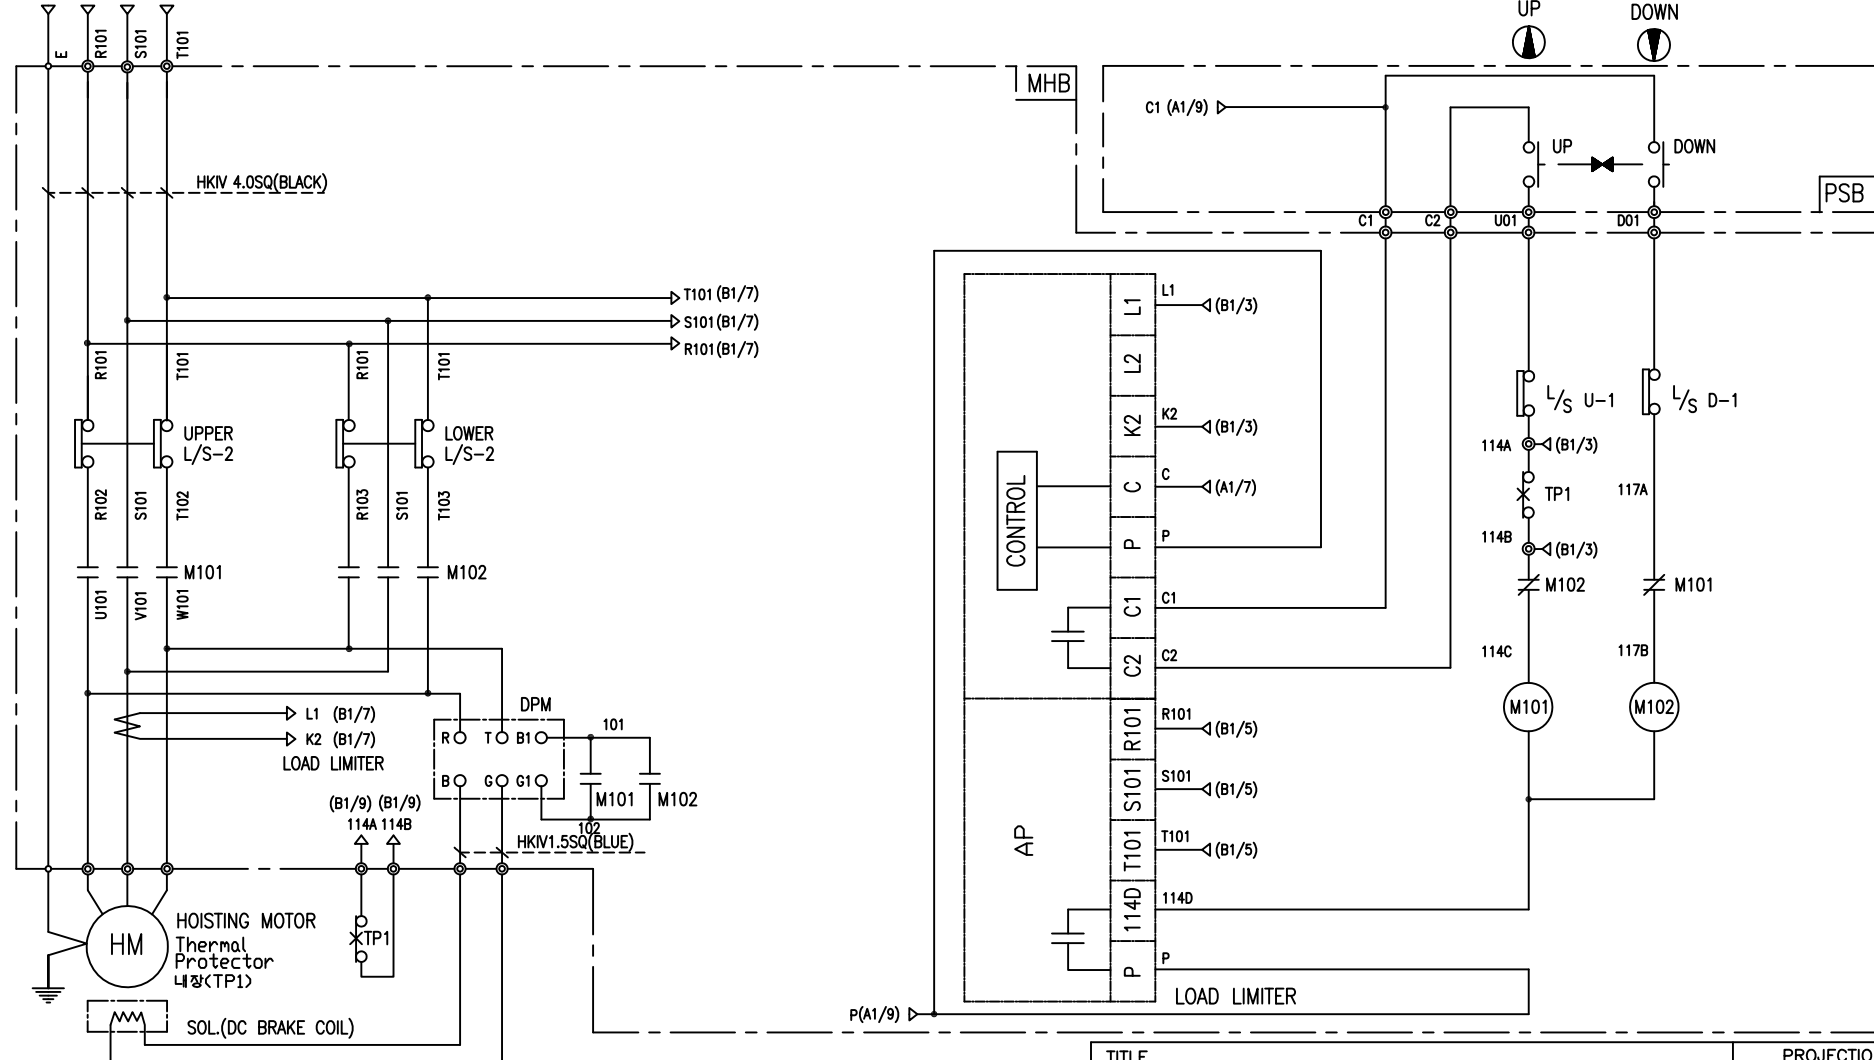 UP
DOWN
E
R101
S101
T101
MHB
C1 (A1/9)
UP
DOWN
HKIV 4.0SQ(BLACK)
PSB
C1
C2
U01
D01
T101 (B1/7)
S101 (B1/7)
R101 (B1/7)
L1
L1
(B1/3)
L2
R101
T101
R101
T101
UPPER
L/S-2
LOWER
L/S-2
K2
K2
(B1/3)
L/S U-1
L/S D-1
114A
(B1/3)
R102
S101
T102
R103
S101
T103
CONTROL
C
C
(A1/7)
TP1
117A
P
P
114B
(B1/3)
M101
M102
M102
M101
U101
V101
W101
C1
C1
C2
C2
114C
117B
L1 (B1/7)
K2 (B1/7)
LOAD LIMITER
DPM
R
T
B1
101
B
G
G1
M101
M102
102
HKIV1.5SQ(BLUE)
(B1/9) (B1/9)
114A 114B
M101
M102
R101
R101
(B1/5)
S101
S101
(B1/5)
AP
T101
T101
(B1/5)
114D
114D
P
P
LOAD LIMITER
P(A1/9)
HM
HOISTING MOTOR
Thermal
Protector
내장(TP1)
TP1
SOL.(DC BRAKE COIL)
TITLE
PROJECTIO